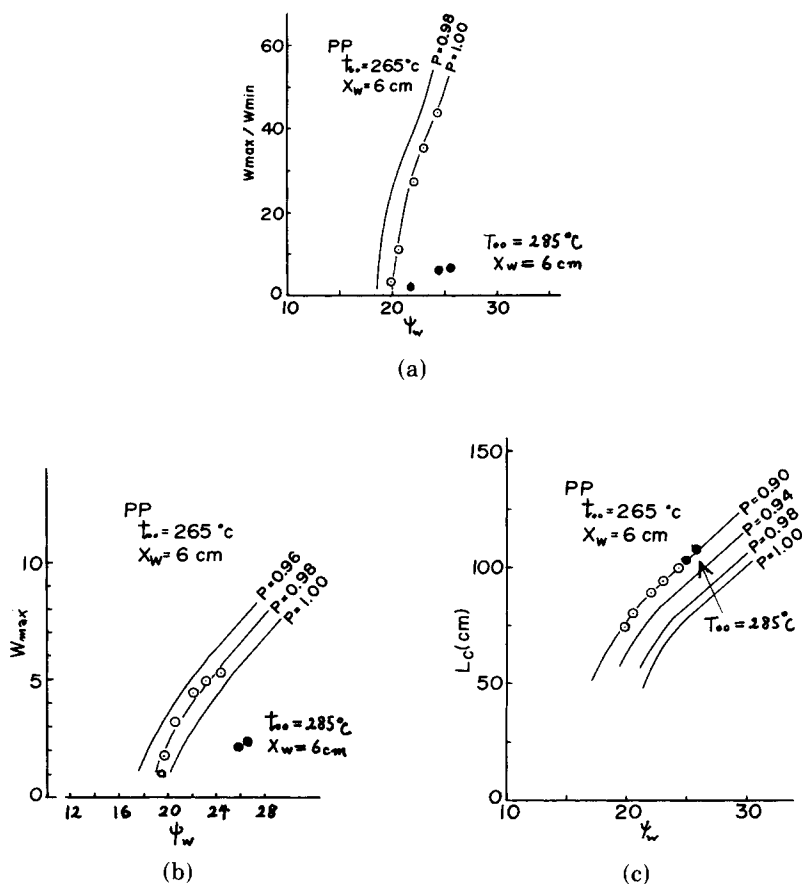 60
40
20
0
Wmax / Wmin
PP
t∞ = 265°C
Xw = 6 cm
P=0.98
P=1.00
T∞ = 285°C
Xw = 6 cm
10
20
30
ψw
(a)
10
5
0
Wmax
PP
t∞ = 265°C
Xw = 6 cm
P=0.96
P=0.98
P=1.00
t∞ = 285°C
Xw = 6 cm
12
16
20
24
28
ψw
(b)
150
100
50
0
Lc (cm)
PP
t∞ = 265°C
Xw = 6 cm
P=0.90
P=0.94
P=0.98
P=1.00
T∞ = 285°C
10
20
30
ψw
(c)